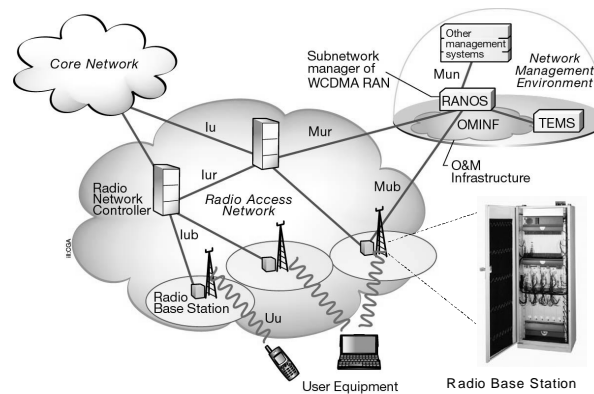 Other
management
systems
Subnetwork
manager of
WCDMA RAN
Mun
Network
Management
Environment
Core Network
RANOS
OMINF
TEMS
Iu
Mur
O&M
Infrastructure
Iur
Radio
Network
Controller
Radio Access
Network
Mub
Iub
ill:CGA
Radio
Base Station
Uu
User Equipment
Radio Base Station